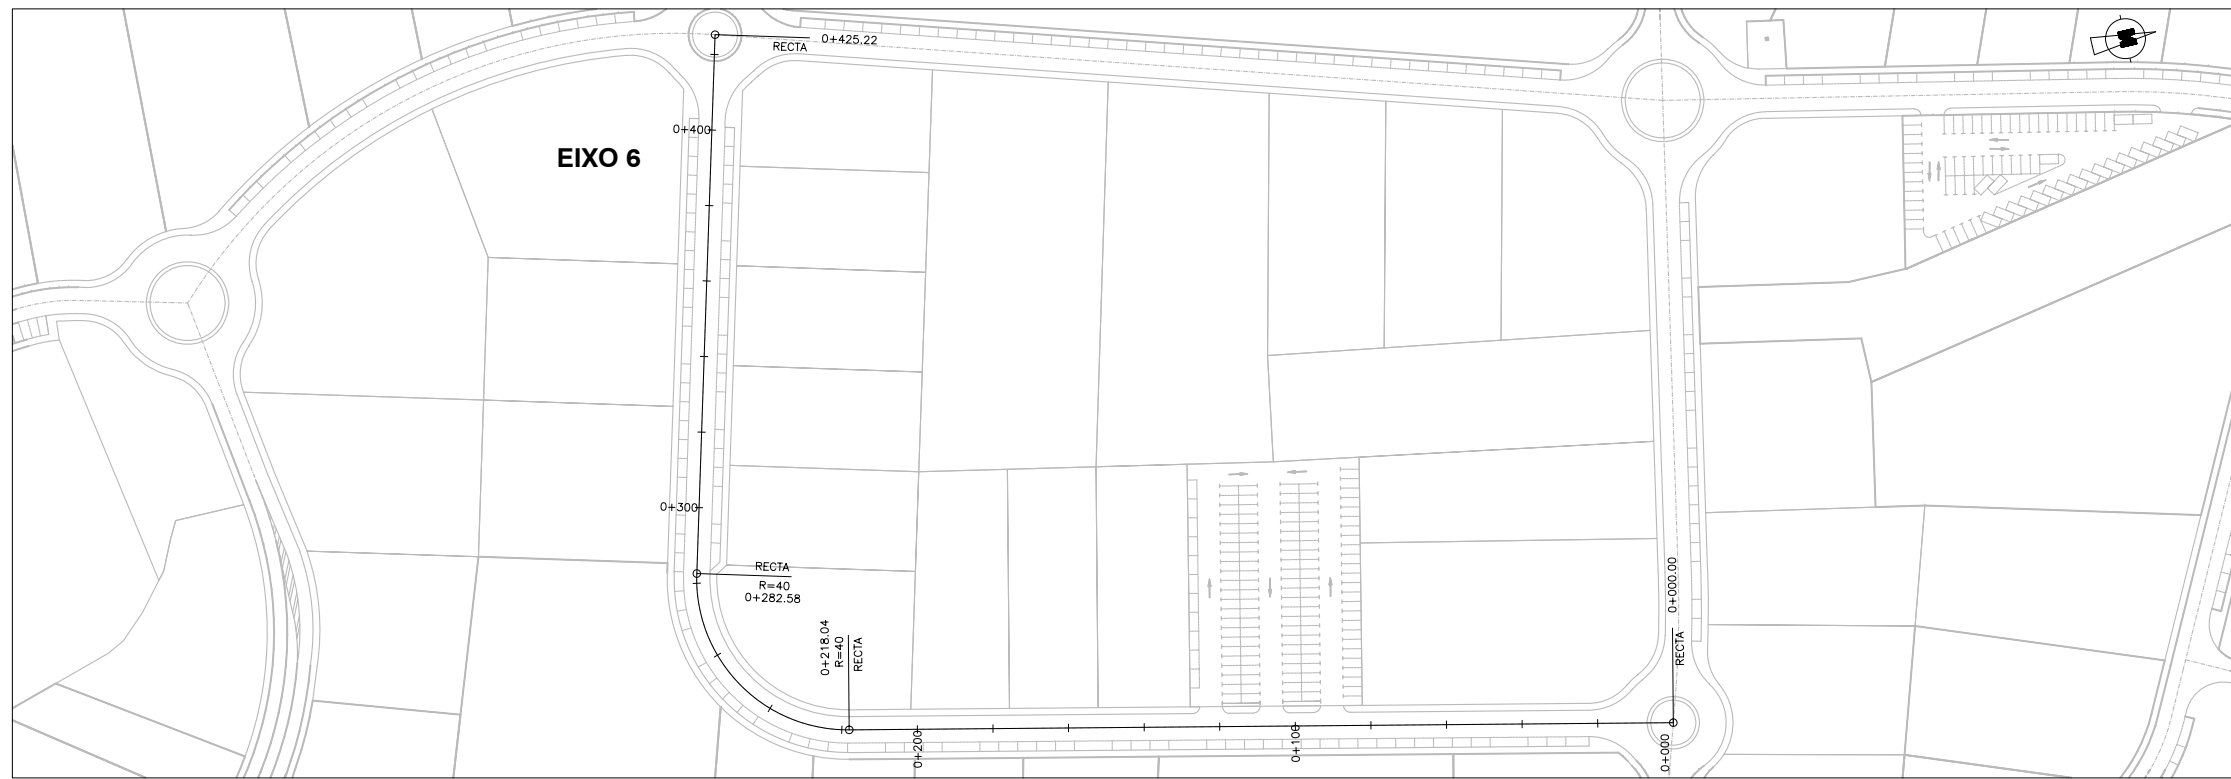 0+425.22
RECTA
0+400
EIXO 6
0+300
RECTA
R=40
0+282.58
0+218.04
R=40
RECTA
0+000.00
RECTA
0+200
0+100
0+000